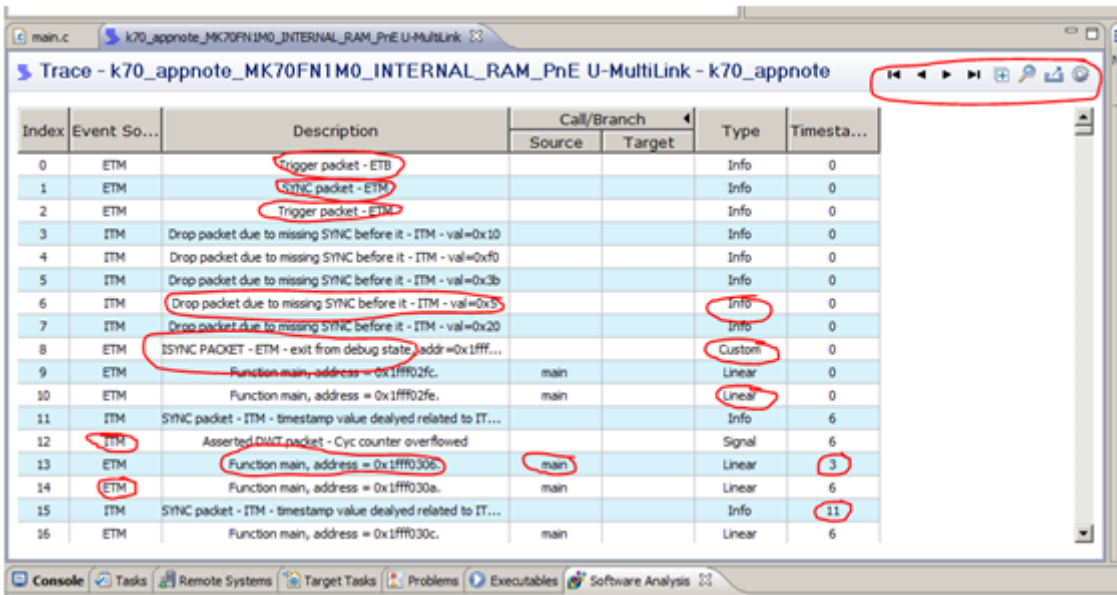 main.c k70_appnote_MK70FN1M0_INTERNAL_RAM_PnE U-MultiLink
Trace - k70_appnote_MK70FN1M0_INTERNAL_RAM_PnE U-MultiLink - k70_appnote
Index Event So... Description Call/Branch Type Timesta...
Source Target
0 ETM Trigger packet - ETB Info 0
1 ETM SYNC packet - ETM Info 0
2 ETM Trigger packet - ETM Info 0
3 ITM Drop packet due to missing SYNC before it - ITM - val=0x10 Info 0
4 ITM Drop packet due to missing SYNC before it - ITM - val=0xf0 Info 0
5 ITM Drop packet due to missing SYNC before it - ITM - val=0x3b Info 0
6 ITM Drop packet due to missing SYNC before it - ITM - val=0x5 Info 0
7 ITM Drop packet due to missing SYNC before it - ITM - val=0x20 Info 0
8 ETM ISYNC PACKET - ETM - exit from debug state, addr=0x1fff... Custom 0
9 ETM Function main, address = 0x1fff02fc. main Linear 0
10 ETM Function main, address = 0x1fff02fe. main Linear 0
11 ITM SYNC packet - ITM - timestamp value dealyed related to IT... Info 6
12 ITM Asserted DWT packet - Cyc counter overflowed Signal 6
13 ETM Function main, address = 0x1fff0306. main Linear 3
14 ETM Function main, address = 0x1fff030a. main Linear 6
15 ITM SYNC packet - ITM - timestamp value dealyed related to IT... Info 11
16 ETM Function main, address = 0x1fff030c. main Linear 6
Console Tasks Remote Systems Target Tasks Problems Executables Software Analysis